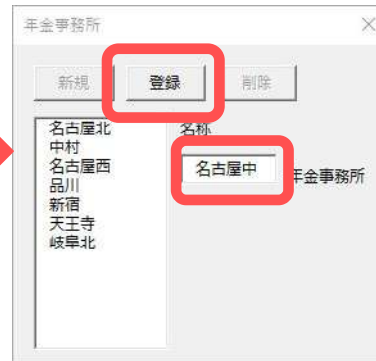 年金事務所
新規 登録 削除
名古屋北
中村
名古屋西
品川
新宿
天王寺
岐阜北
名称
名古屋中 年金事務所